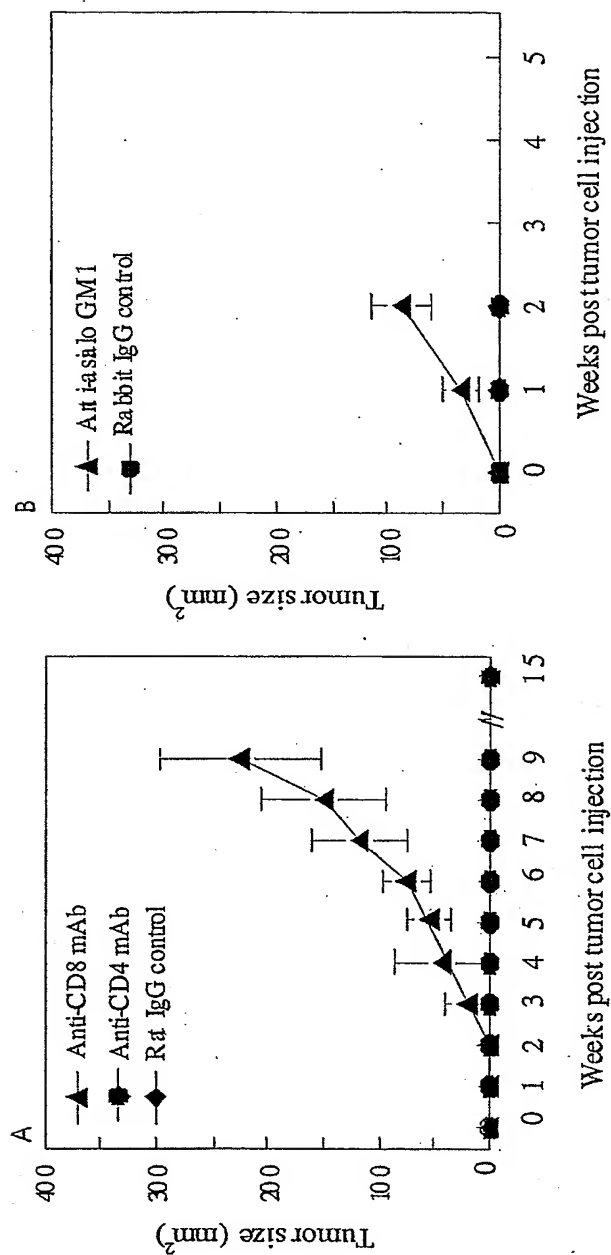 A
400
300
200
100
0
Tumor size (mm²)
Anti-CD8 mAb
Anti-CD4 mAb
Rat IgG control
0 1 2 3 4 5 6 7 8 9 15
Weeks post tumor cell injection
B
400
300
200
100
0
Tumor size (mm²)
Anti-asialo GM1
Rabbit IgG control
0 1 2 3 4 5
Weeks post tumor cell injection